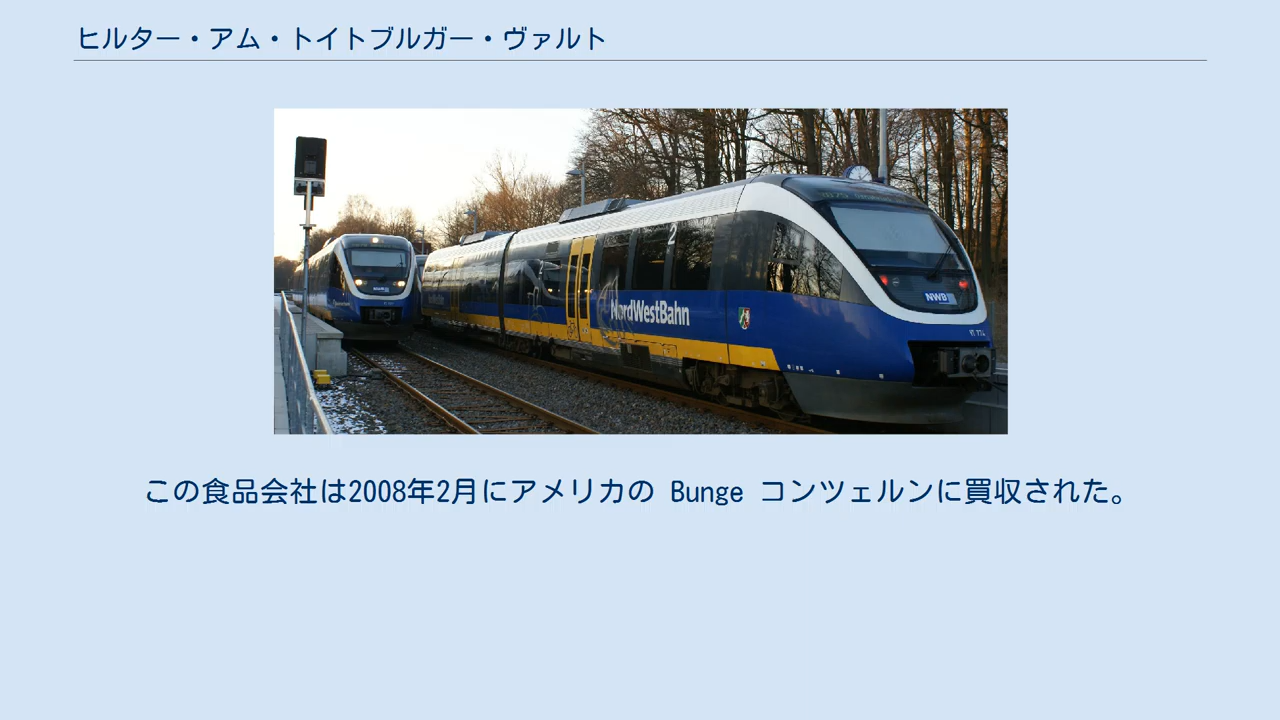 ヒルター・アム・トイトブルガー・ヴァルト
2
NordWestBahn
NWB
VT 774
この食品会社は2008年2月にアメリカの Bunge コンツェルンに買収された。